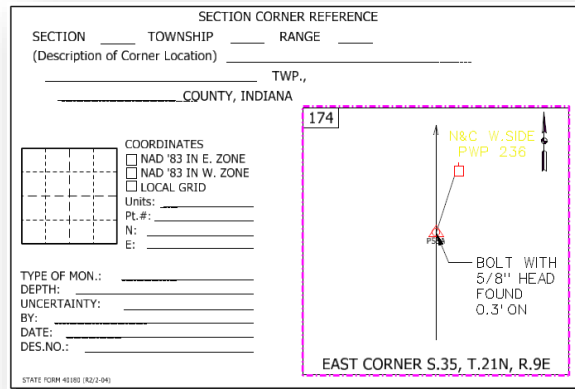 SECTION CORNER REFERENCE
SECTION TOWNSHIP RANGE
(Description of Corner Location)
TWP.,
COUNTY, INDIANA
COORDINATES
NAD '83 IN E. ZONE
NAD '83 IN W. ZONE
LOCAL GRID
Units:
Pt.#:
N:
E:
TYPE OF MON.:
DEPTH:
UNCERTAINTY:
BY:
DATE:
DES.NO.:
STATE FORM 40180 (R2/2-04)
174
N&C W.SIDE
PWP 236
BOLT WITH
5/8" HEAD
FOUND
0.3' ON
EAST CORNER S.35, T.21N, R.9E